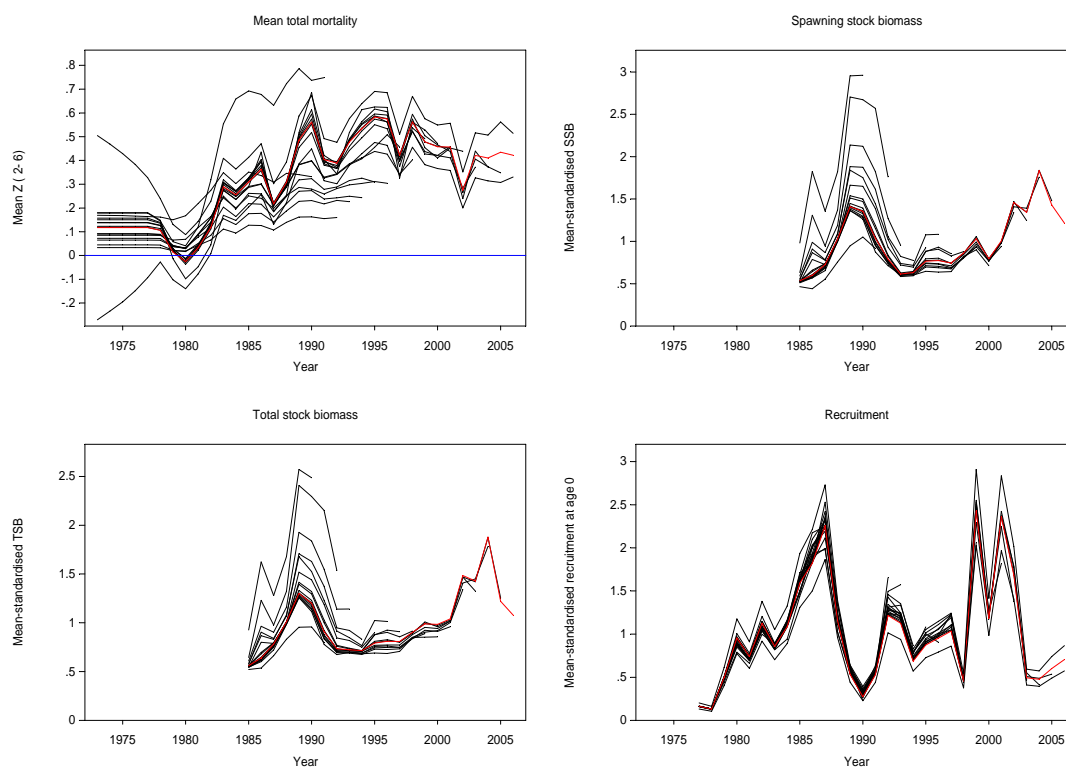 Mean total mortality
Mean Z ( 2- 6)
.8
.7
.6
.5
.4
.3
.2
.1
0
-.1
-.2
1975 1980 1985 1990 1995 2000 2005
Year
Spawning stock biomass
Mean-standardised SSB
3
2.5
2
1.5
1
.5
0
1975 1980 1985 1990 1995 2000 2005
Year
Total stock biomass
Mean-standardised TSB
2.5
2
1.5
1
.5
0
1975 1980 1985 1990 1995 2000 2005
Year
Recruitment
Mean-standardised recruitment at age 0
3
2.5
2
1.5
1
.5
0
1975 1980 1985 1990 1995 2000 2005
Year